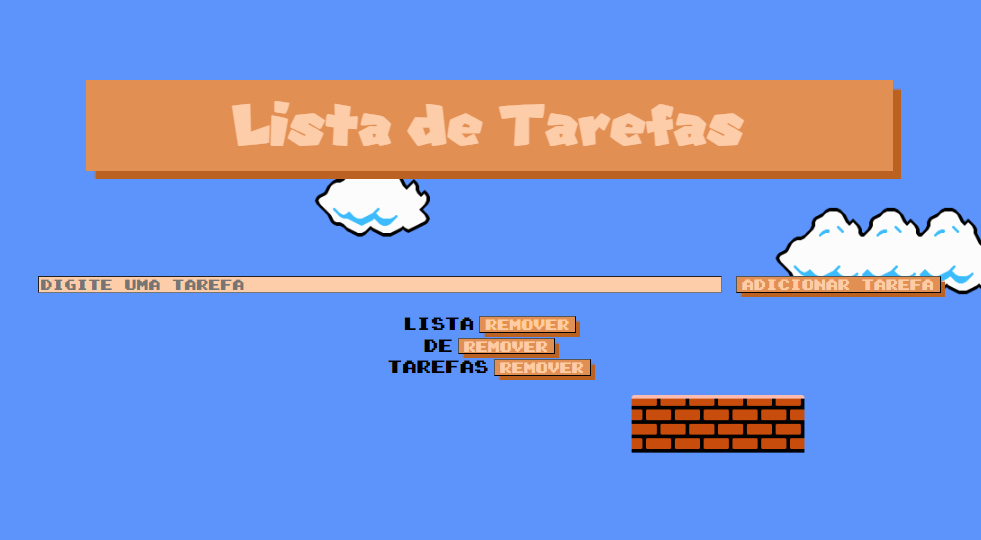 Lista de Tarefas
DIGITE UMA TAREFA ADICIONAR TAREFA
LISTA REMOVER
DE REMOVER
TAREFAS REMOVER